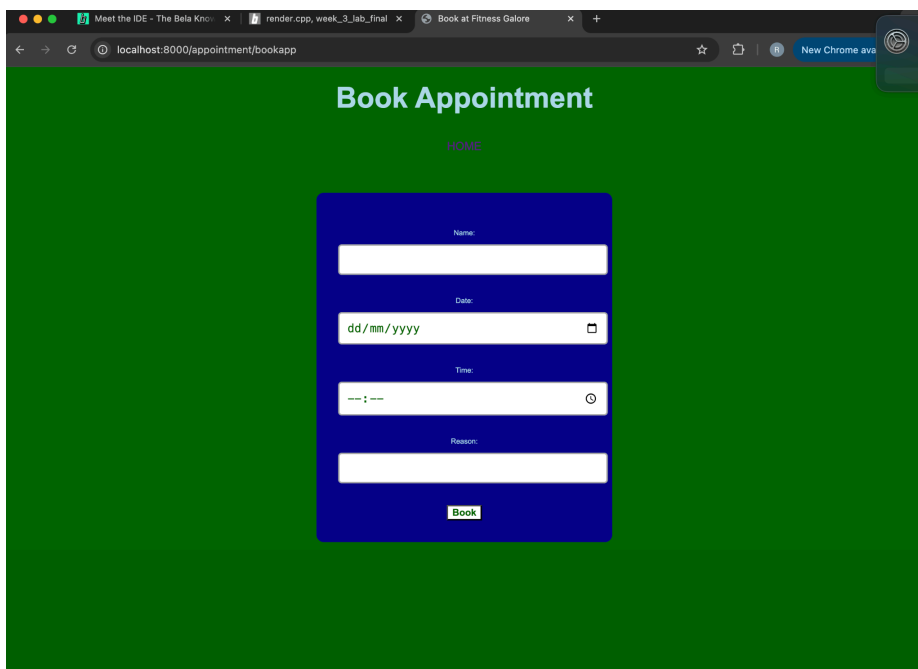 Meet the IDE - The Bela Know
render.cpp, week_3_lab_final
Book at Fitness Galore
localhost:8000/appointment/bookapp
R
New Chrome ava
Book Appointment
Name:
Date:
dd/mm/yyyy
Time:
--:--
Reason:
Book